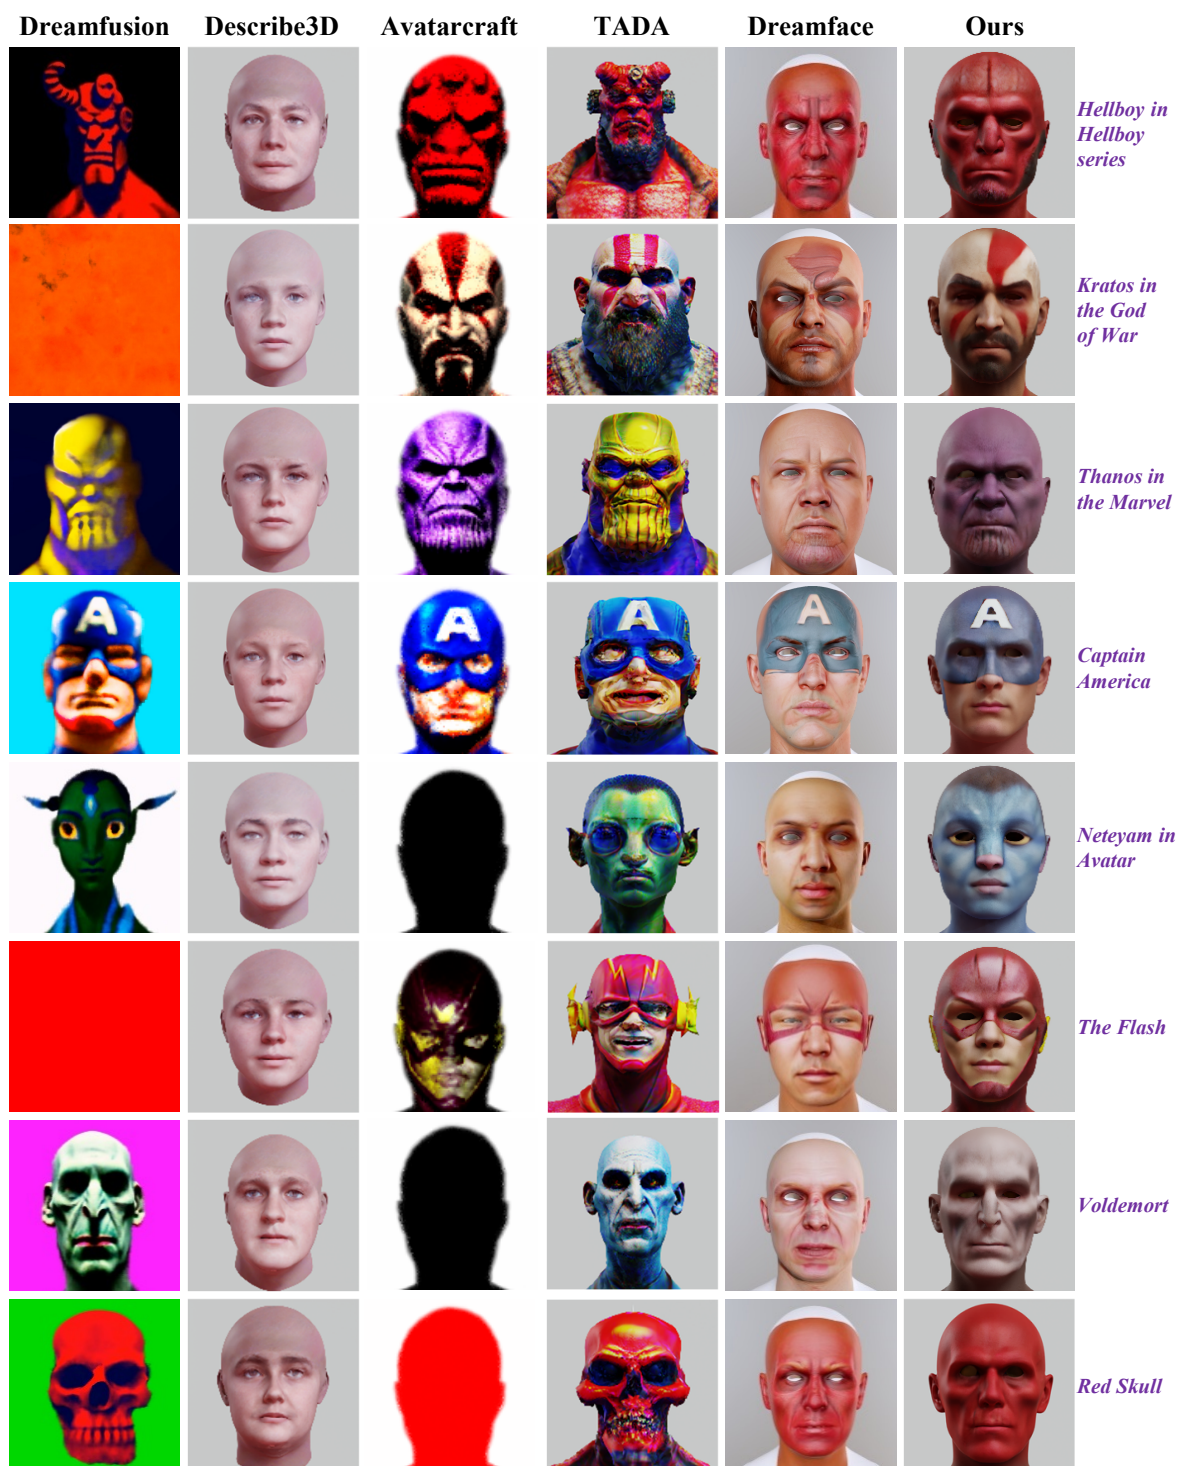 Dreamfusion Describe3D Avatarcraft TADA Dreamface Ours
Hellboy in
Hellboy
series
Kratos in
the God
of War
Thanos in
the Marvel
A A A A A
Captain
America
Neteyam in
Avatar
The Flash
Voldemort
Red Skull